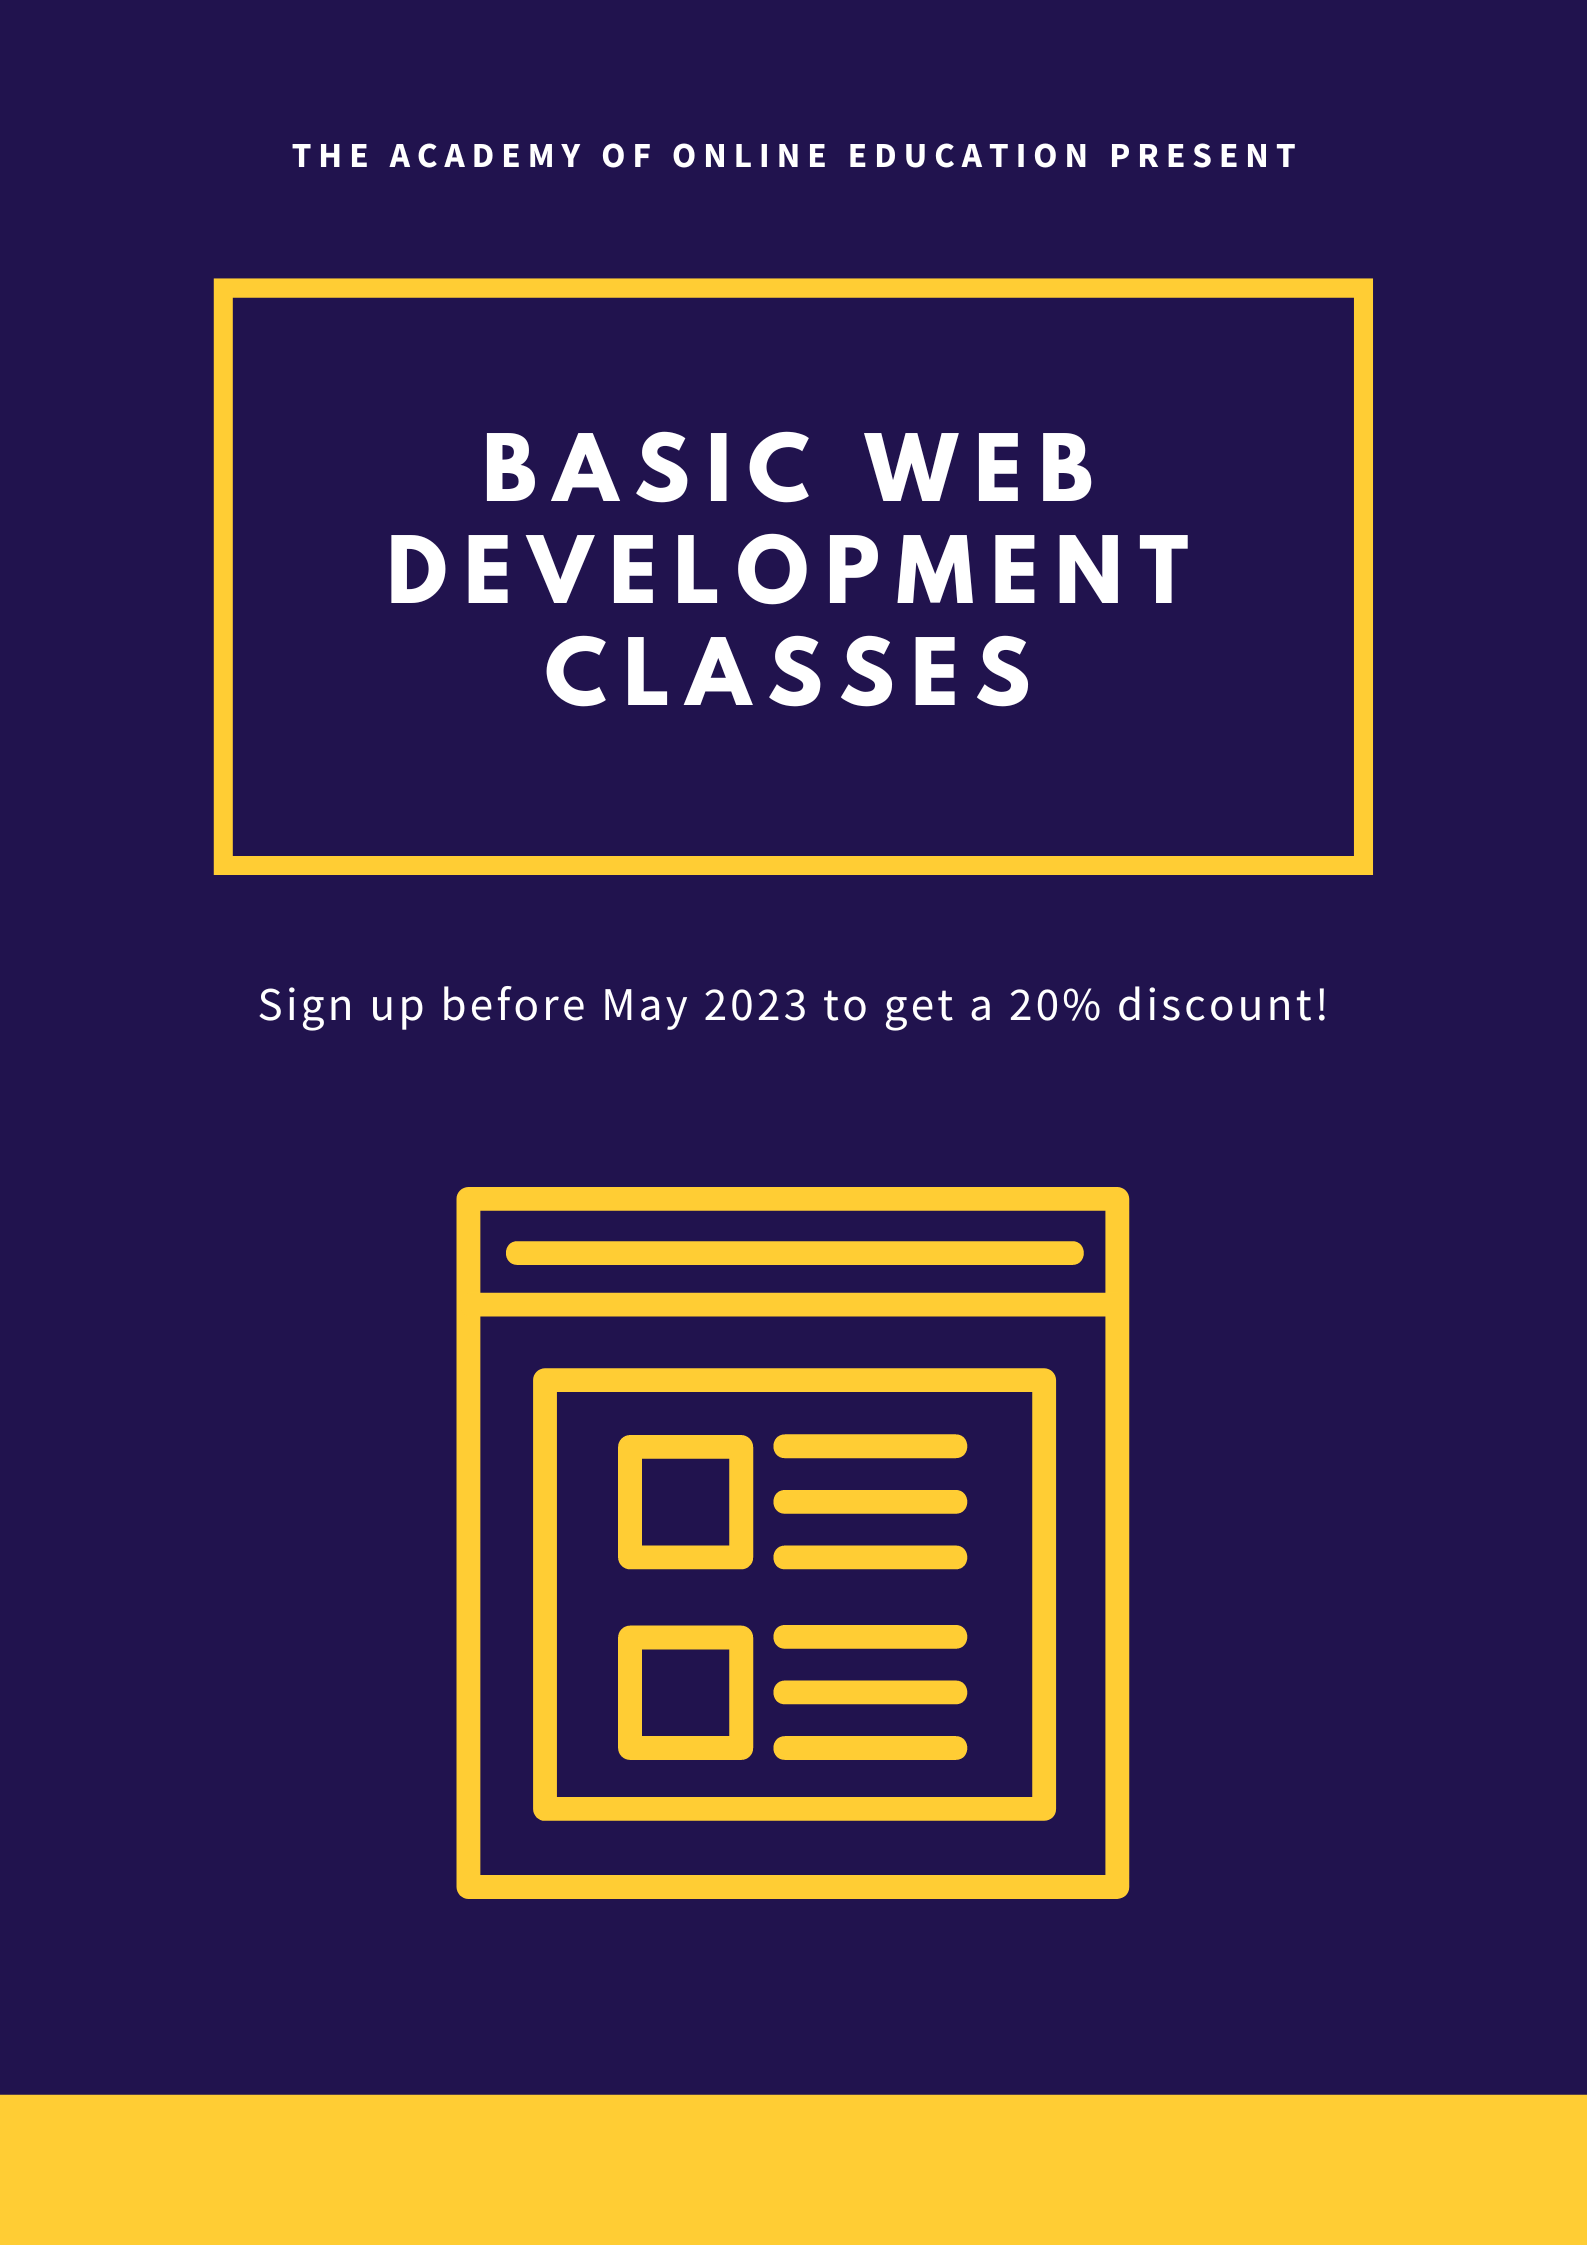 THE ACADEMY OF ONLINE EDUCATION PRESENT
BASIC WEB
DEVELOPMENT
CLASSES
Sign up before May 2023 to get a 20% discount!